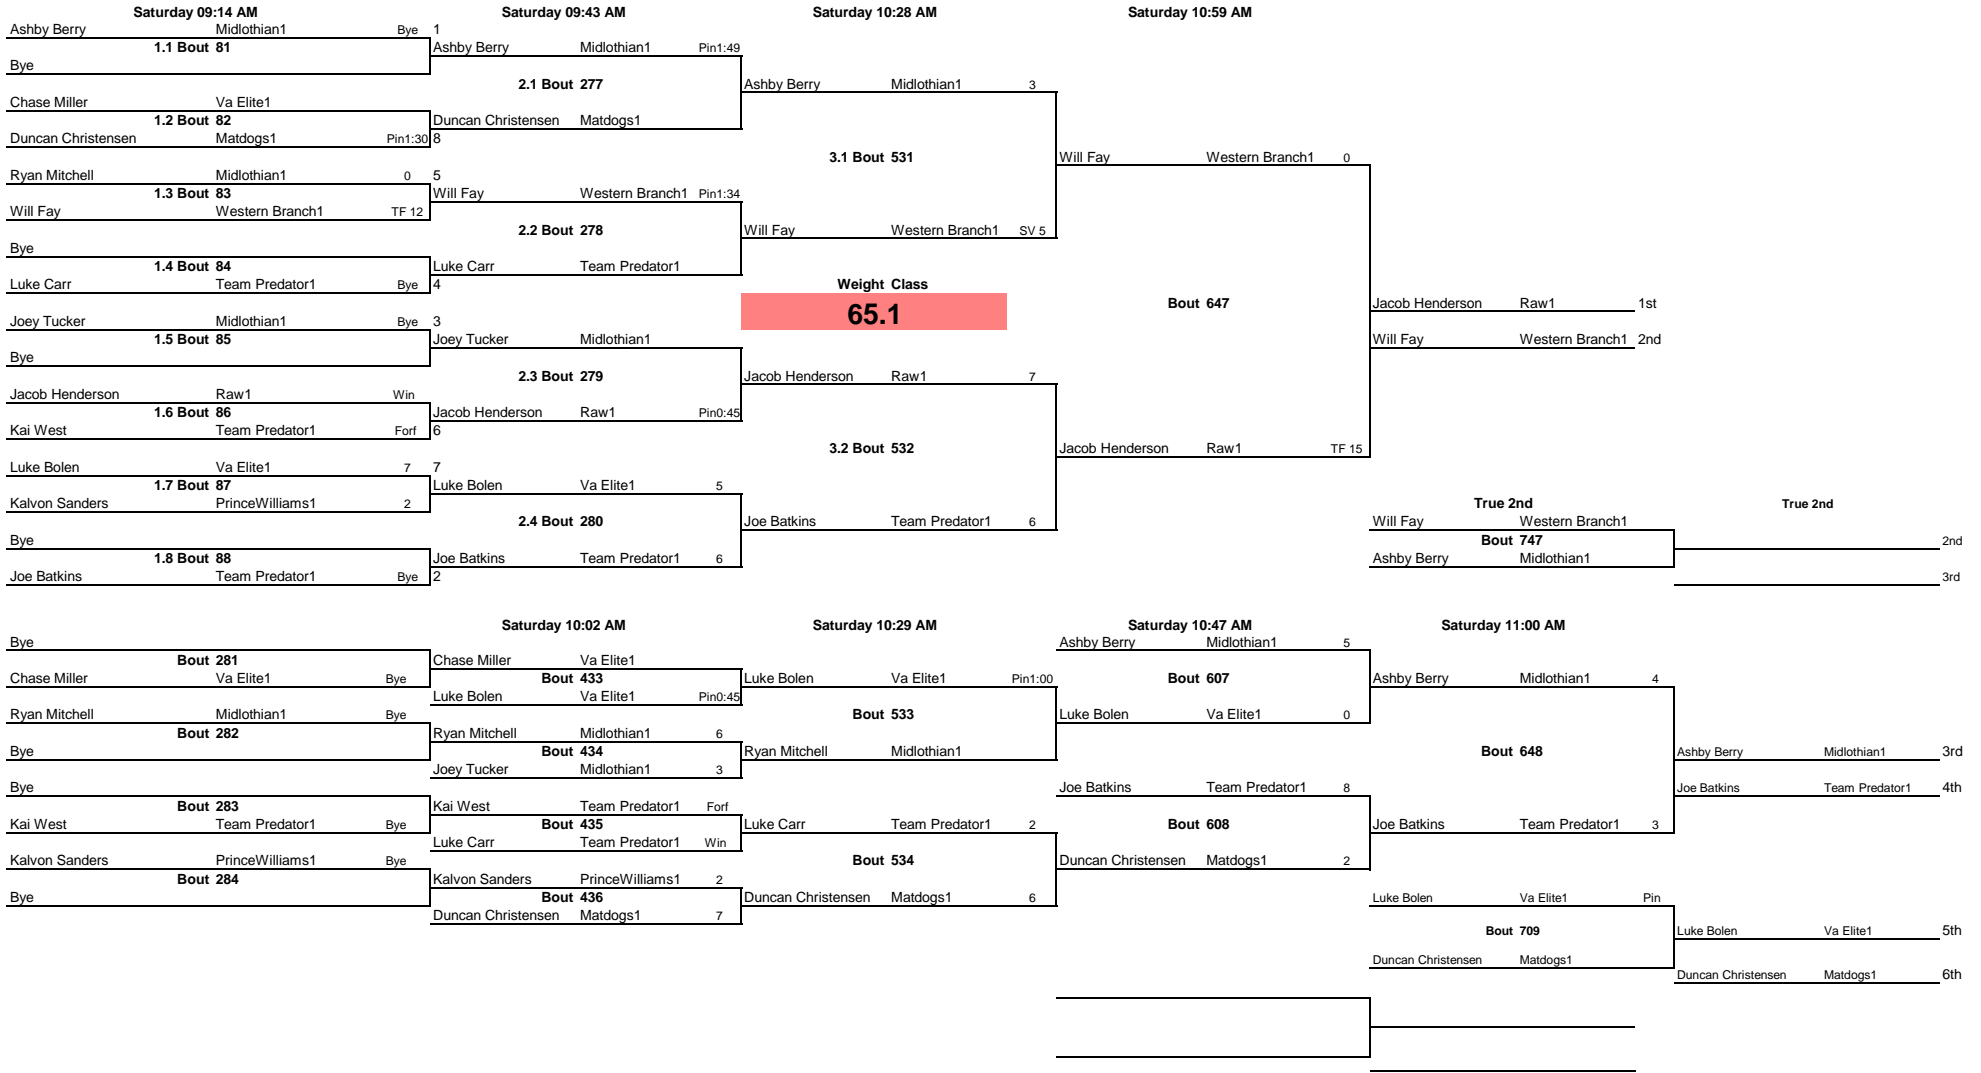 Saturday 09:14 AM Saturday 09:43 AM Saturday 10:28 AM Saturday 10:59 AM
Ashby Berry Midlothian1 Bye 1
1.1 Bout 81 Ashby Berry Midlothian1 Pin1:49
Bye
2.1 Bout 277 Ashby Berry Midlothian1 3
Chase Miller Va Elite1
1.2 Bout 82 Duncan Christensen Matdogs1
Duncan Christensen Matdogs1 Pin1:30 8
3.1 Bout 531 Will Fay Western Branch1 0
Ryan Mitchell Midlothian1 0 5
1.3 Bout 83 Will Fay Western Branch1 Pin1:34
Will Fay Western Branch1 TF 12
2.2 Bout 278 Will Fay Western Branch1 SV 5
Bye
1.4 Bout 84 Luke Carr Team Predator1
Luke Carr Team Predator1 Bye 4 Weight Class
Bout 647 Jacob Henderson Raw1 1st
65.1
Joey Tucker Midlothian1 Bye 3
1.5 Bout 85 Joey Tucker Midlothian1 Will Fay Western Branch1 2nd
Bye
2.3 Bout 279 Jacob Henderson Raw1 7
Jacob Henderson Raw1 Win
1.6 Bout 86 Jacob Henderson Raw1 Pin0:45
Kai West Team Predator1 Forf 6
3.2 Bout 532 Jacob Henderson Raw1 TF 15
Luke Bolen Va Elite1 7 7
1.7 Bout 87 Luke Bolen Va Elite1 5
Kalvon Sanders PrinceWilliams1 2 True 2nd True 2nd
2.4 Bout 280 Joe Batkins Team Predator1 6 Will Fay Western Branch1
Bye Bout 747 2nd
1.8 Bout 88 Joe Batkins Team Predator1 6 Ashby Berry Midlothian1
Joe Batkins Team Predator1 Bye 2 3rd
Saturday 10:02 AM Saturday 10:29 AM Saturday 10:47 AM Saturday 11:00 AM
Bye Ashby Berry Midlothian1 5
Bout 281 Chase Miller Va Elite1
Chase Miller Va Elite1 Bye Bout 433 Luke Bolen Va Elite1 Pin1:00 Bout 607 Ashby Berry Midlothian1 4
Luke Bolen Va Elite1 Pin0:45
Ryan Mitchell Midlothian1 Bye Bout 533 Luke Bolen Va Elite1 0
Bout 282 Ryan Mitchell Midlothian1 6
Bye Bout 434 Ryan Mitchell Midlothian1 Bout 648 Ashby Berry Midlothian1 3rd
Joey Tucker Midlothian1 3
Bye Joe Batkins Team Predator1 8 Joe Batkins Team Predator1 4th
Bout 283 Kai West Team Predator1 Forf
Kai West Team Predator1 Bye Bout 435 Luke Carr Team Predator1 2 Bout 608 Joe Batkins Team Predator1 3
Luke Carr Team Predator1 Win
Kalvon Sanders PrinceWilliams1 Bye Bout 534 Duncan Christensen Matdogs1 2
Bout 284 Kalvon Sanders PrinceWilliams1 2
Bye Bout 436 Duncan Christensen Matdogs1 6 Luke Bolen Va Elite1 Pin
Duncan Christensen Matdogs1 7
Bout 709 Luke Bolen Va Elite1 5th
Duncan Christensen Matdogs1
Duncan Christensen Matdogs1 6th